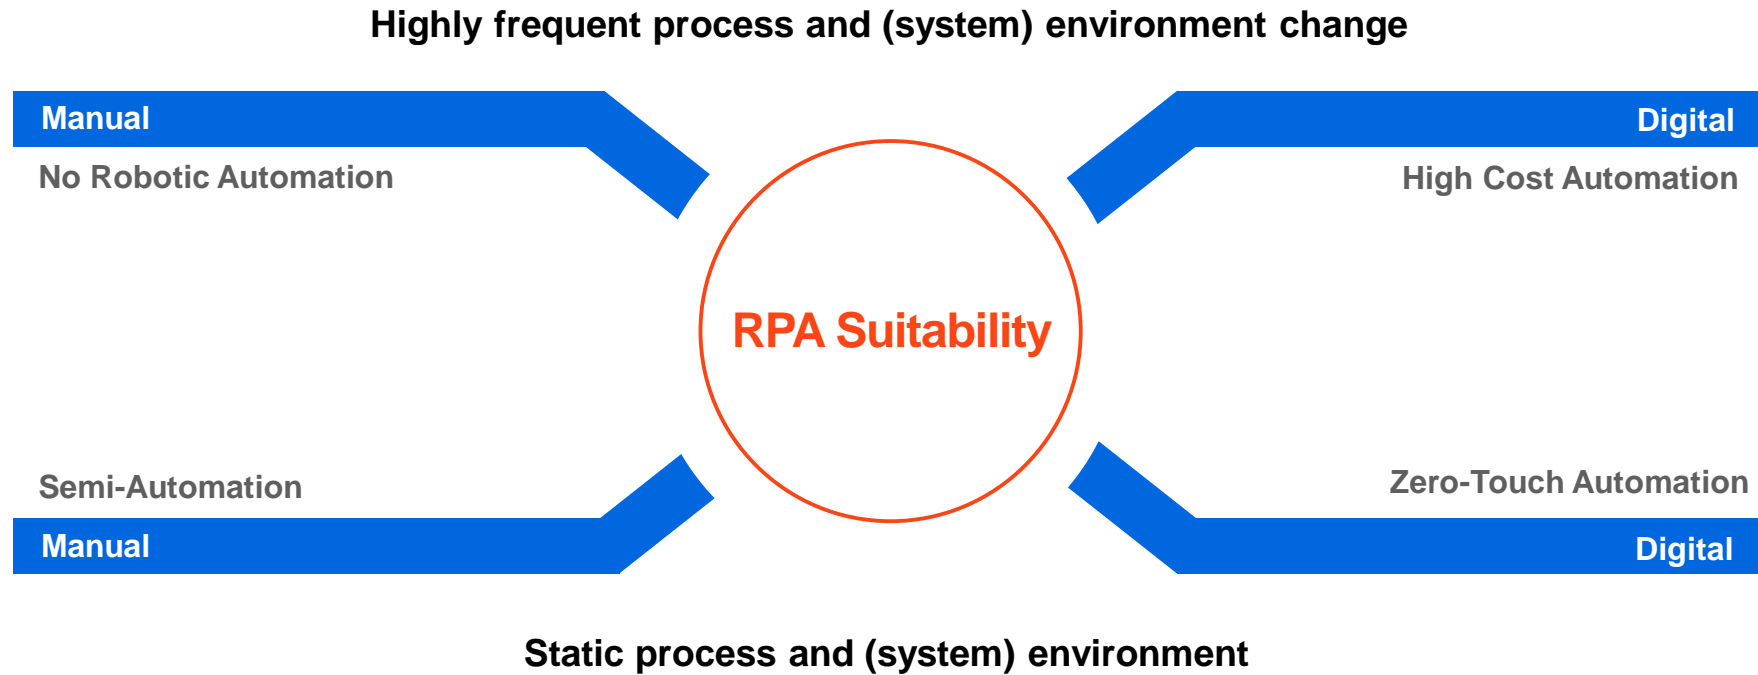 Highly frequent process and (system) environment change
Manual
Digital
No Robotic Automation
High Cost Automation
RPA Suitability
Semi-Automation
Zero-Touch Automation
Manual
Digital
Static process and (system) environment